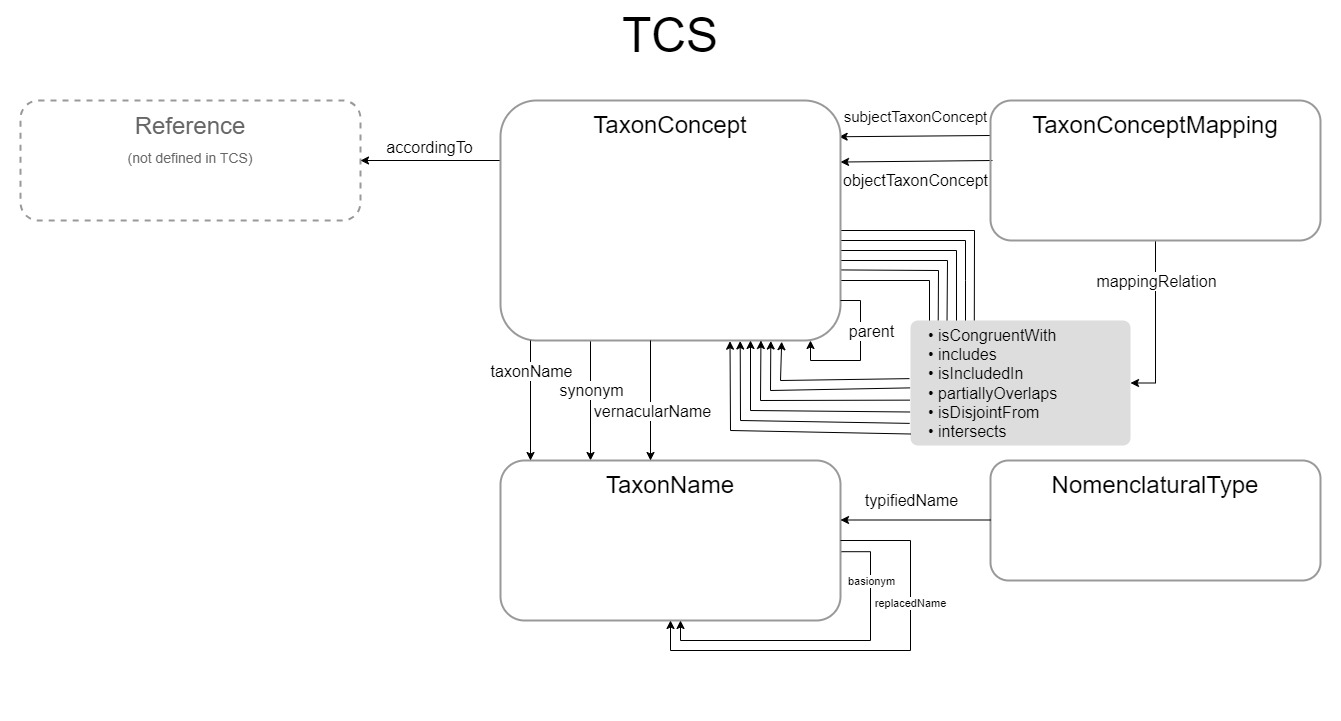 TCS
Reference
(not defined in TCS)
accordingTo
TaxonConcept
subjectTaxonConcept
objectTaxonConcept
TaxonConceptMapping
mappingRelation
parent
• isCongruentWith
• includes
• isIncludedIn
• partiallyOverlaps
• isDisjointFrom
• intersects
taxonName
synonym
vernacularName
TaxonName
typifiedName
NomenclaturalType
basionym
replacedName